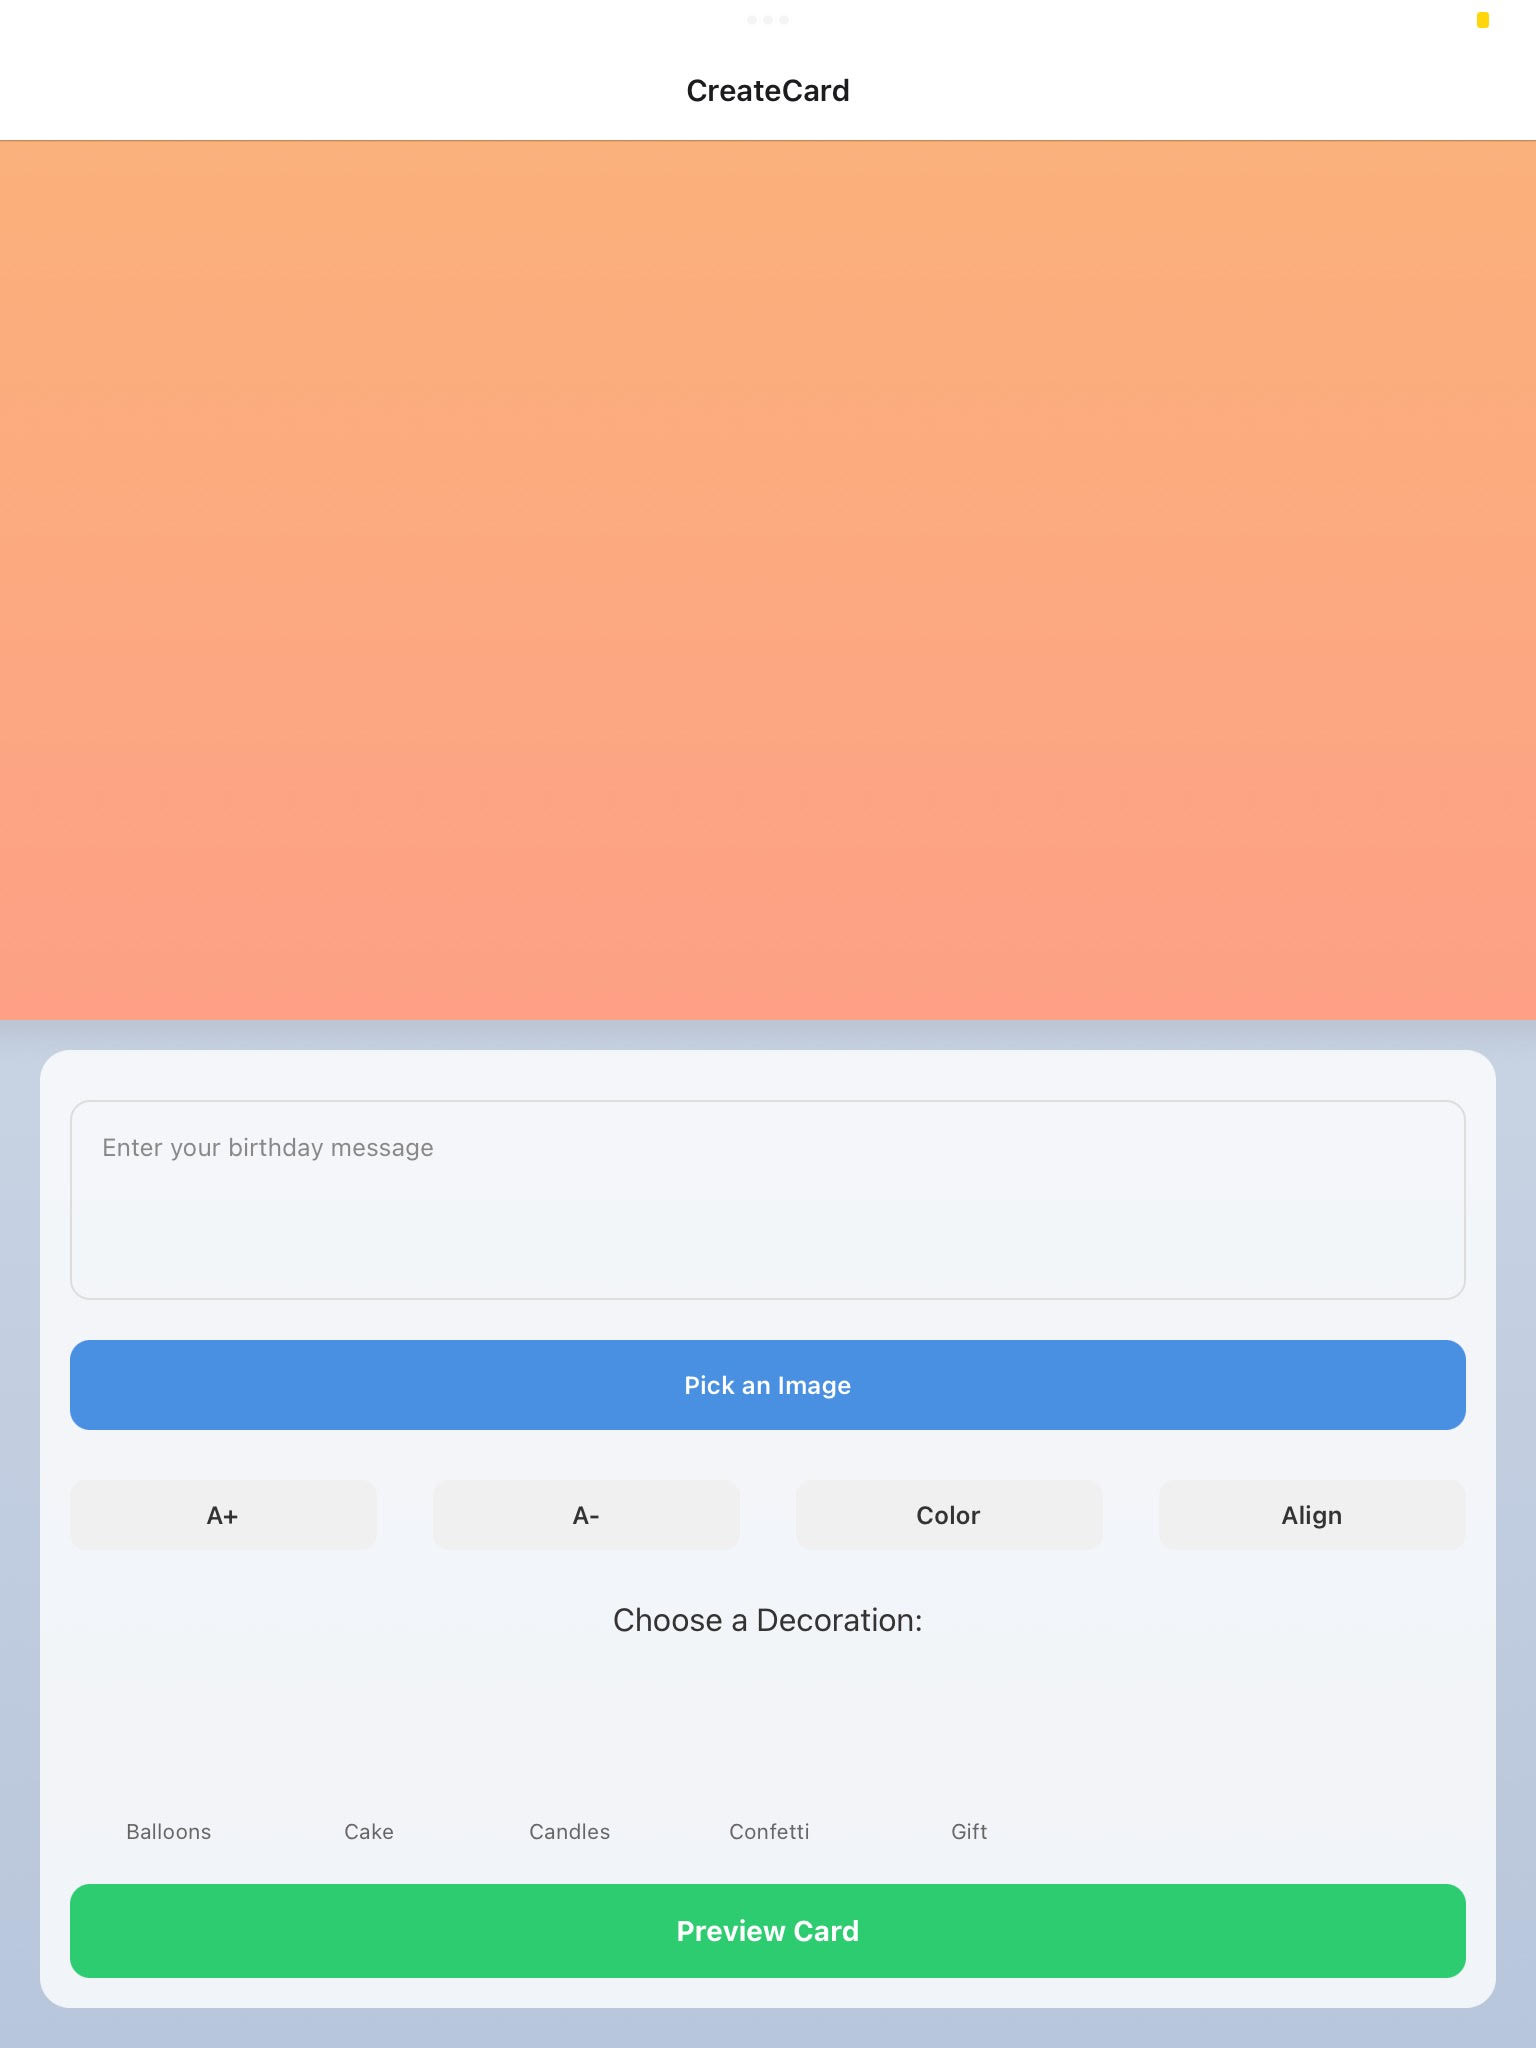 CreateCard
Enter your birthday message
Pick an Image
A+ A- Color Align
Choose a Decoration:
Balloons Cake Candles Confetti Gift
Preview Card